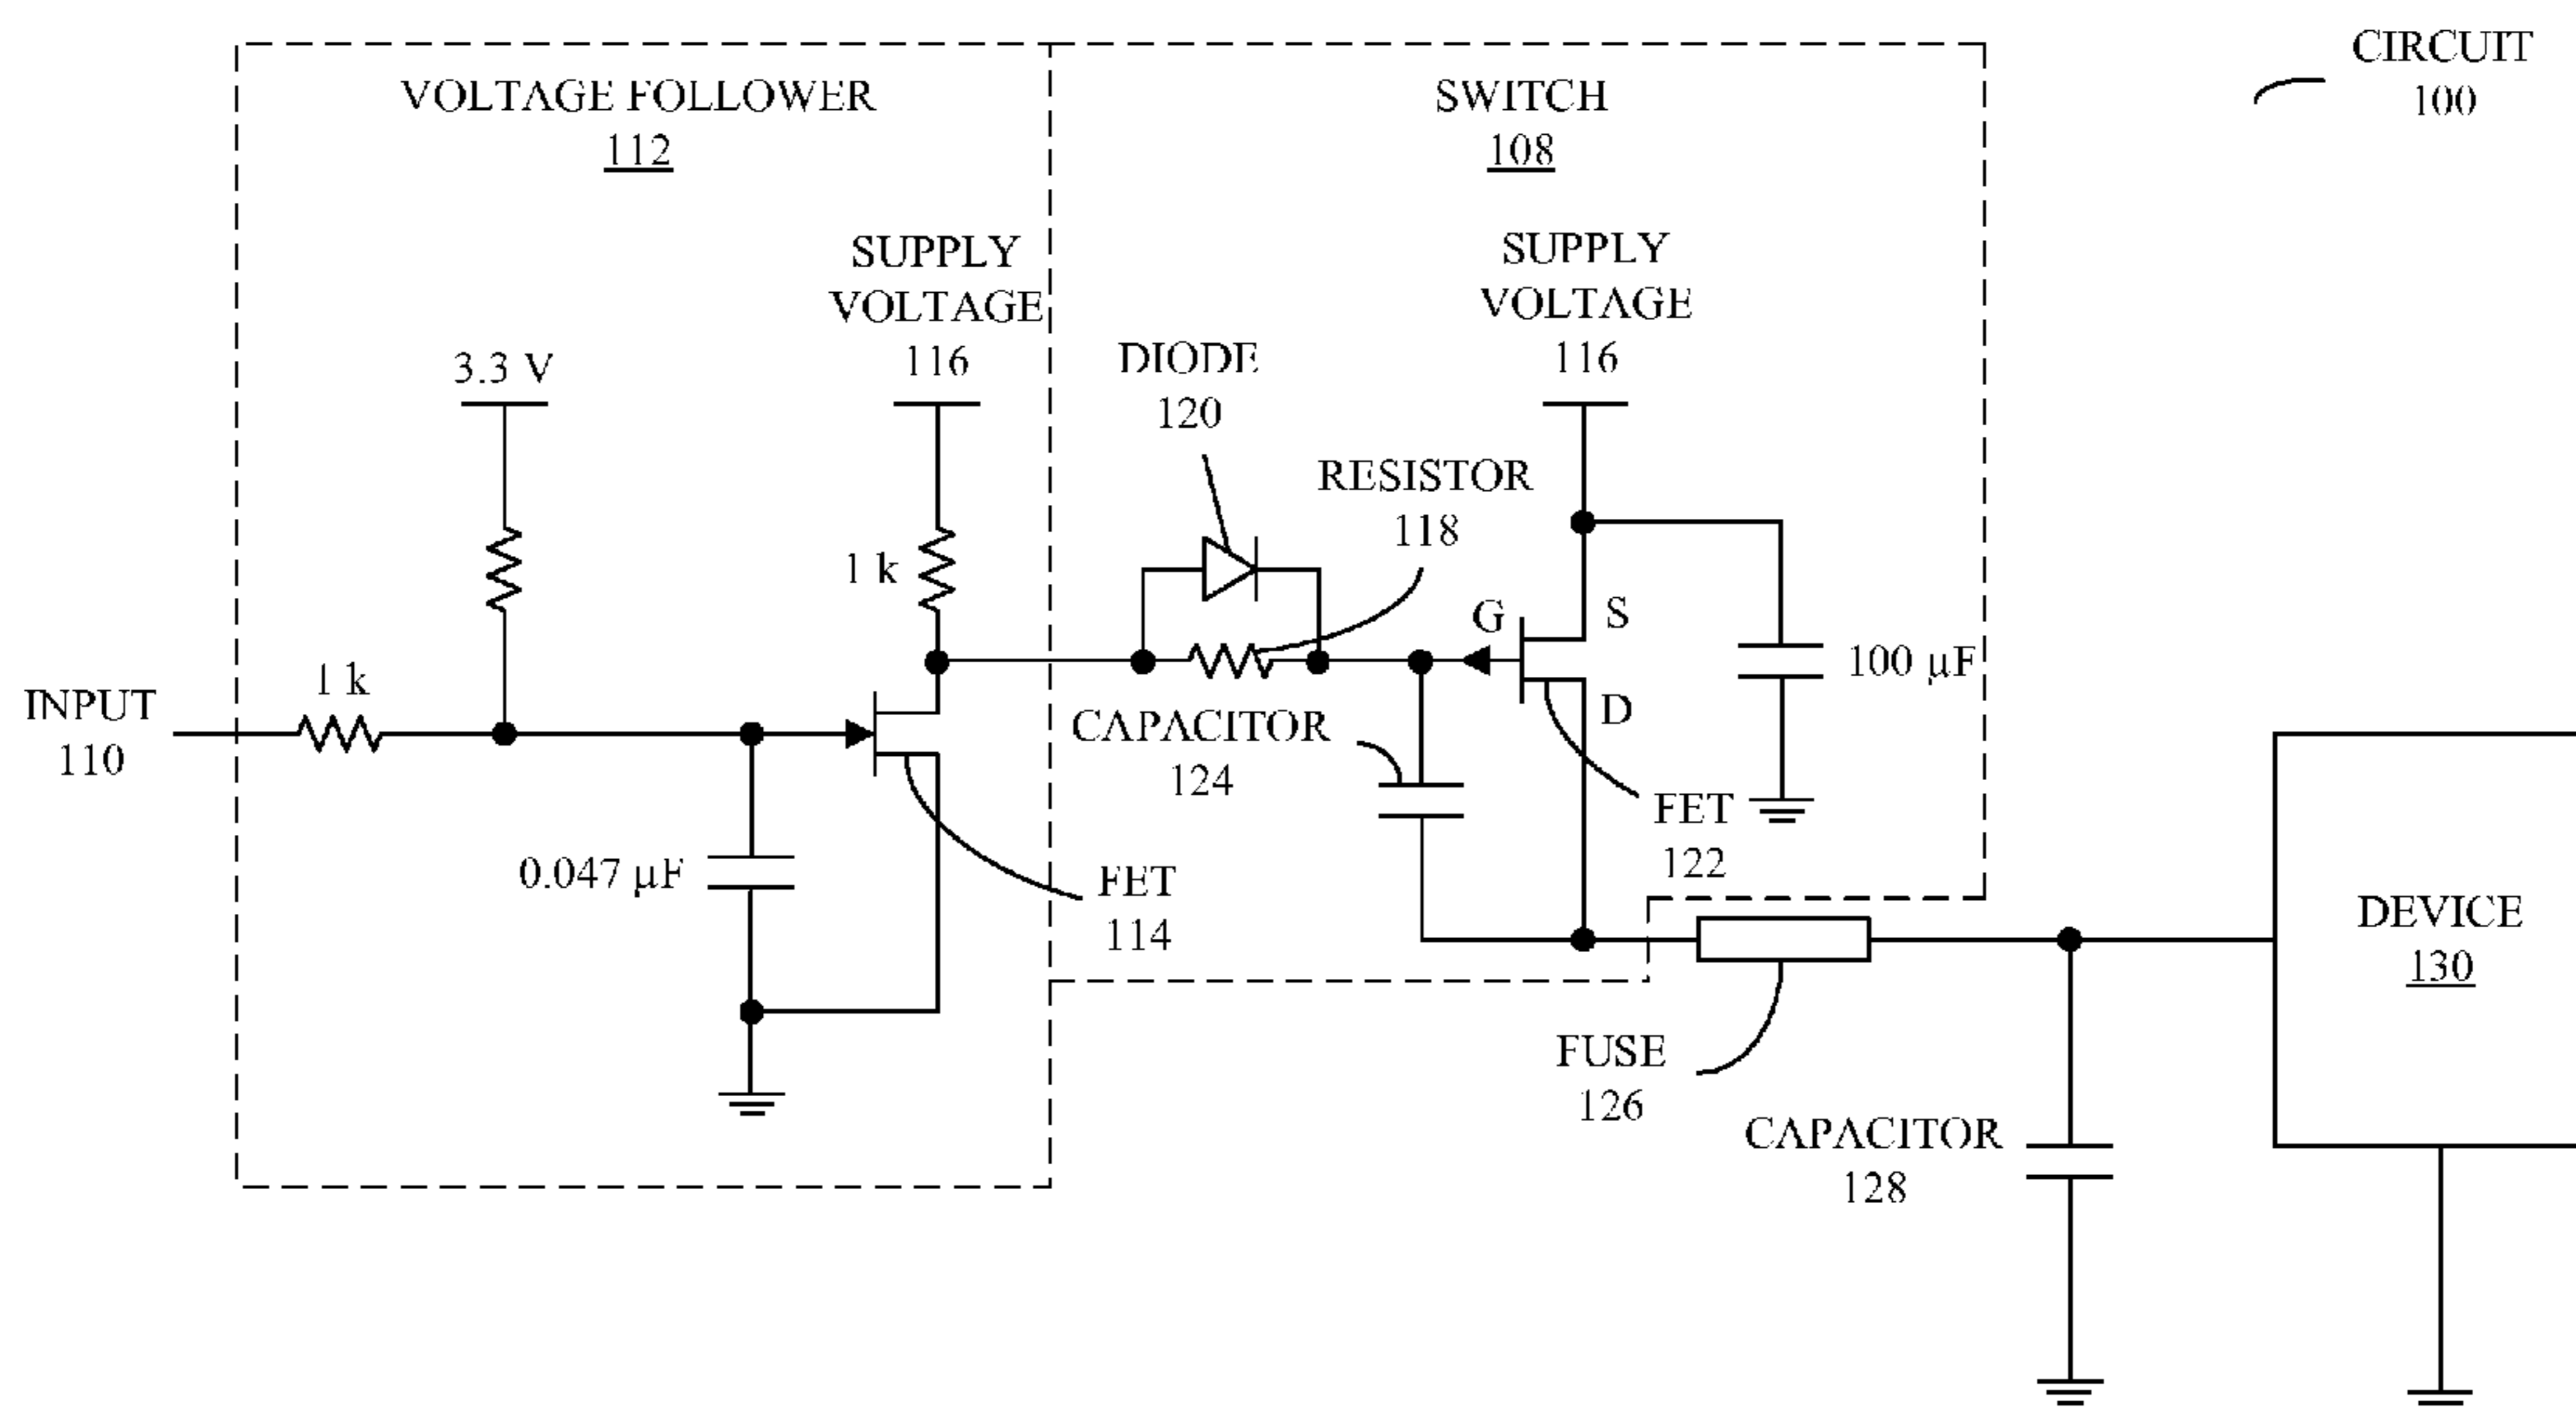 CIRCUIT
100
VOLTAGE FOLLOWER
112
SWITCH
108
SUPPLY
VOLTAGE
116
SUPPLY
VOLTAGE
116
3.3 V
DIODE
120
RESISTOR
118
1 k
G
S
100 µF
INPUT
110
1 k
CAPACITOR
124
D
FET
122
0.047 µF
FET
114
DEVICE
130
FUSE
126
CAPACITOR
128